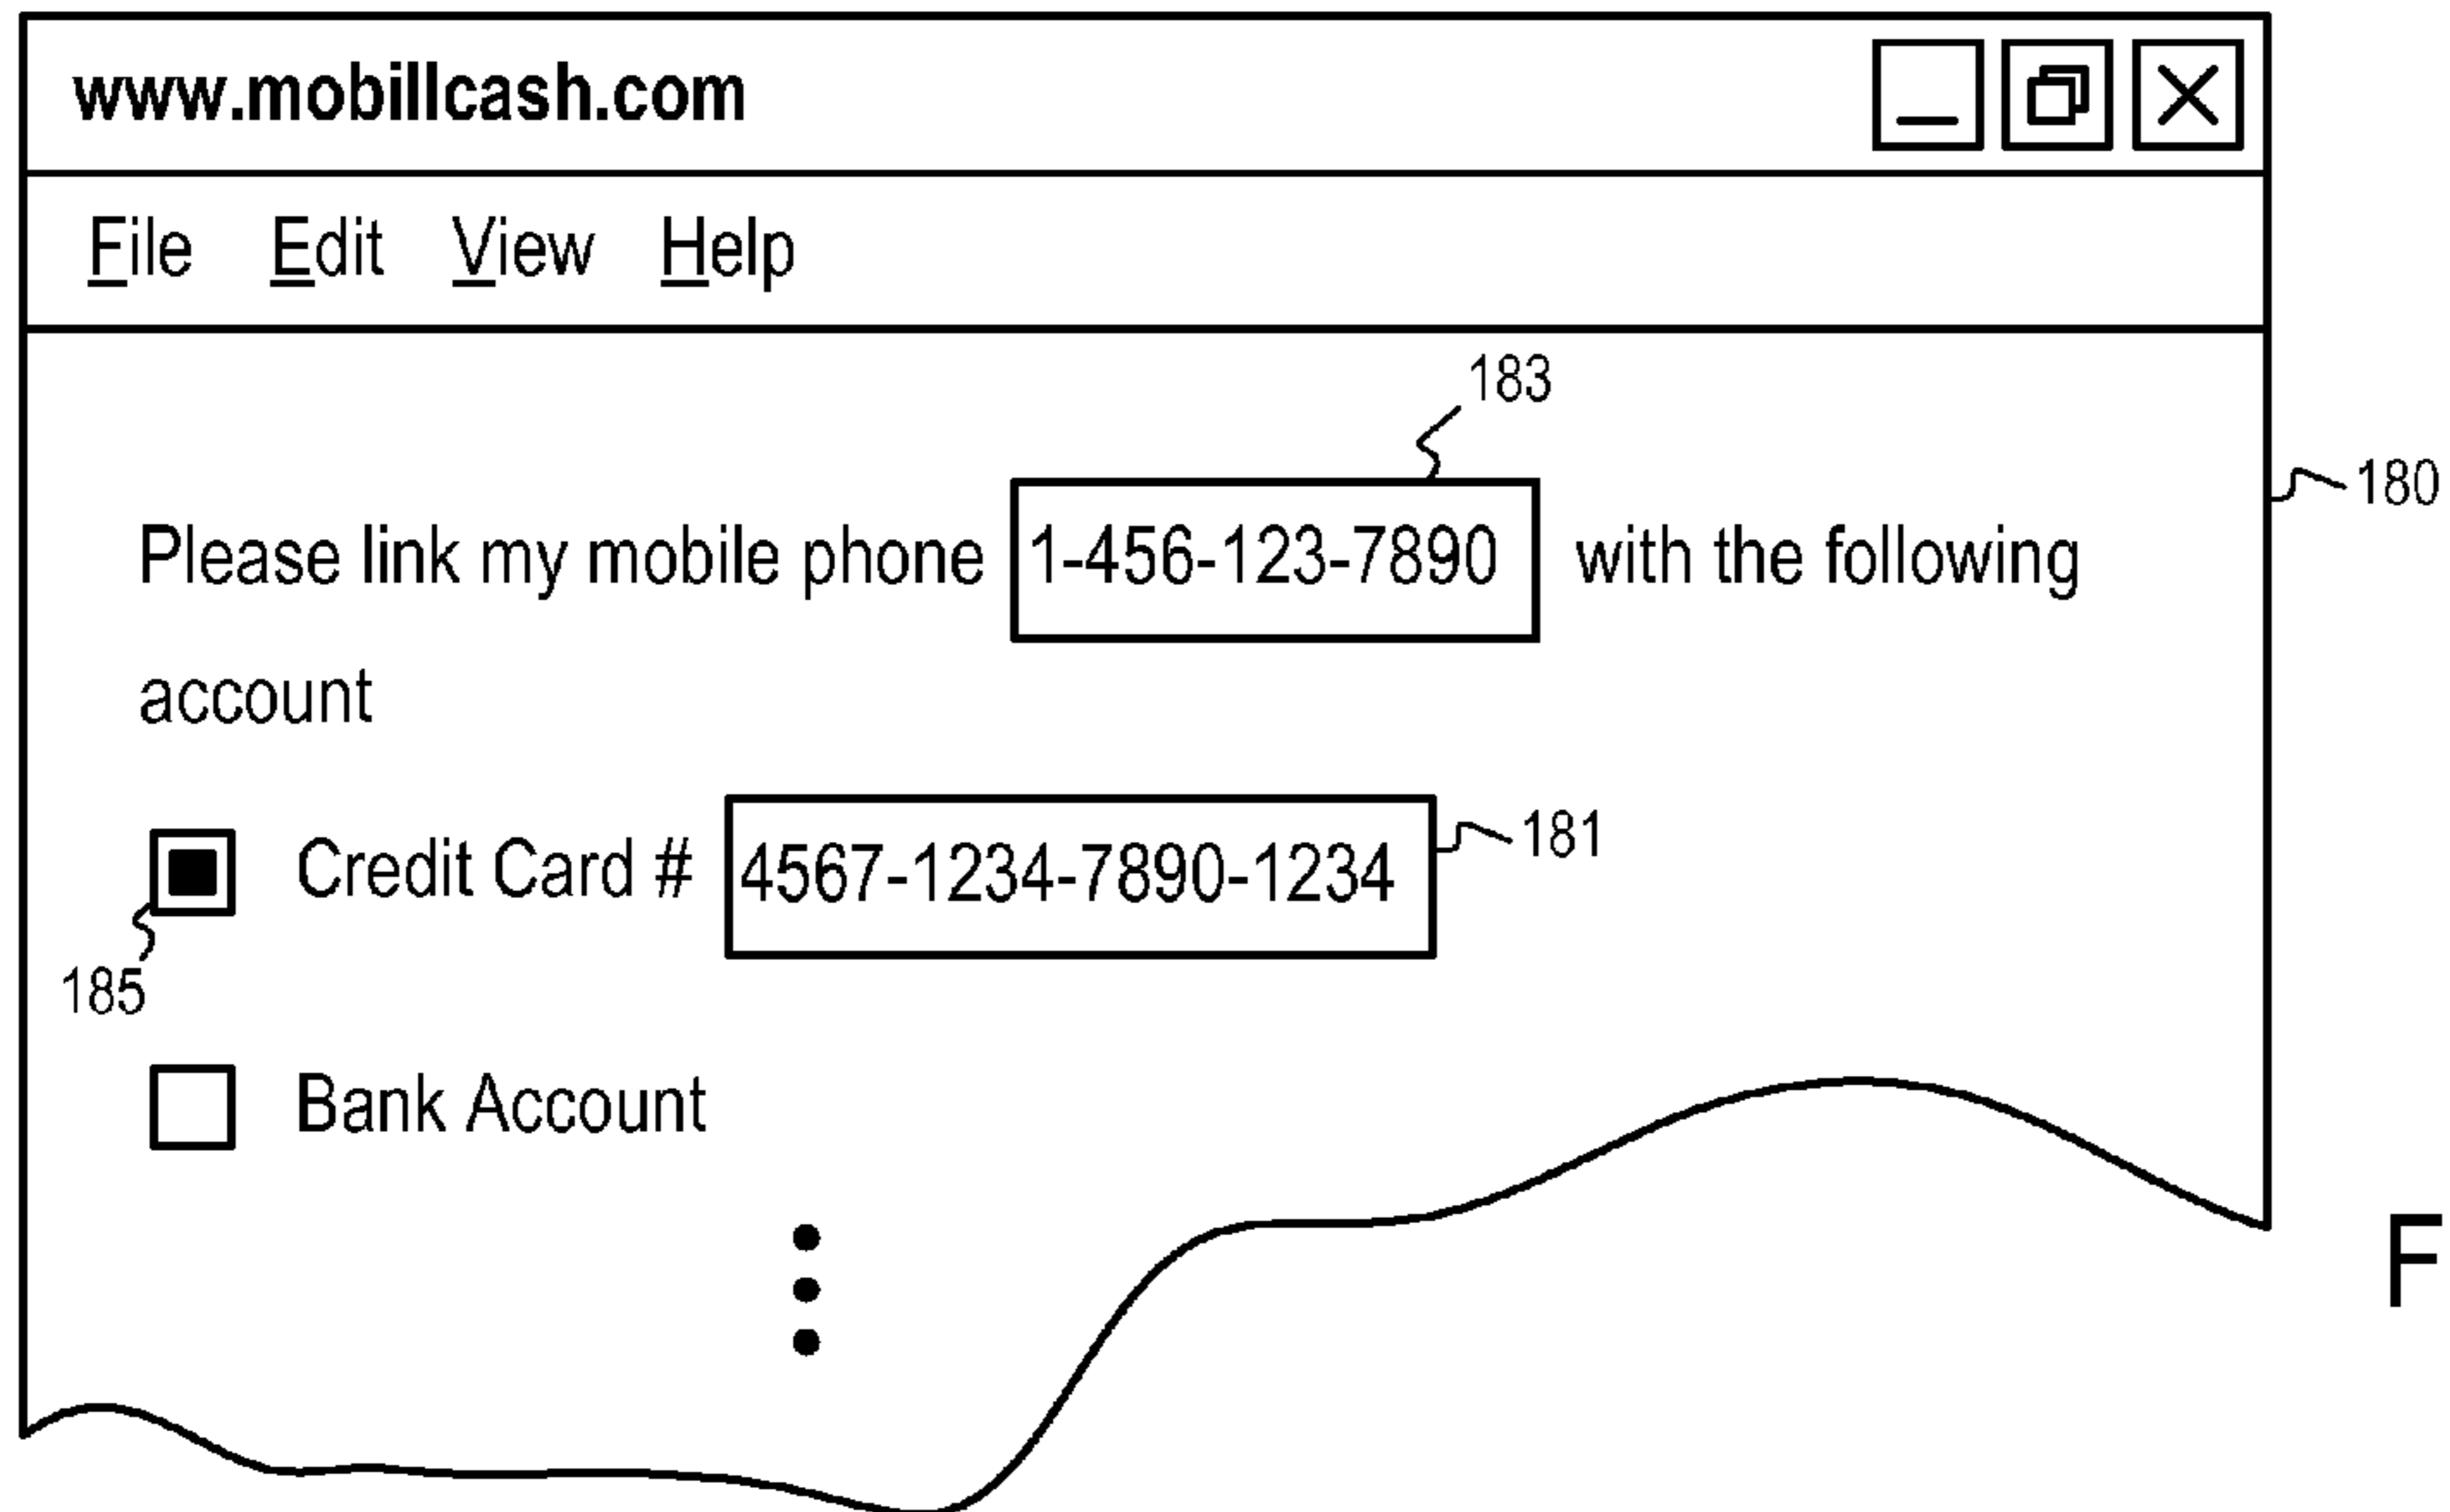 www.mobillcash.com
File Edit View Help
183
180
Please link my mobile phone 1-456-123-7890 with the following
account
Credit Card # 4567-1234-7890-1234
181
185
Bank Account
F